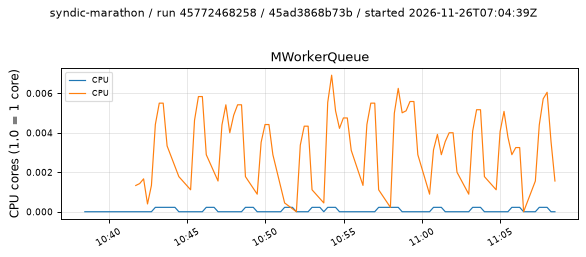 syndic-marathon / run 45772468258 / 45ad3868b73b / started 2026-11-26T07:04:39Z
MWorkerQueue
CPU
CPU
CPU cores (1.0 = 1 core)
0.006
0.004
0.002
0.000
10:40
10:45
10:50
10:55
11:00
11:05